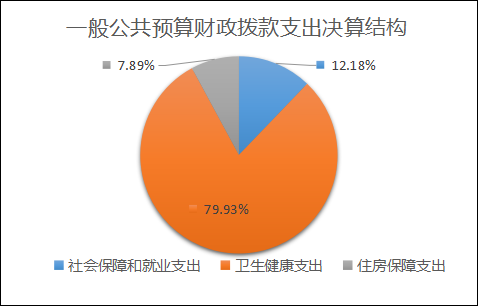 一般公共预算财政拨款支出决算结构
7.89%
12.18%
79.93%
社会保障和就业支出
卫生健康支出
住房保障支出